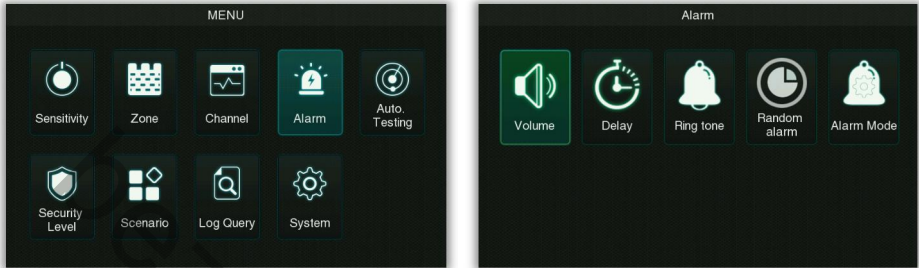 MENU
Sensitivity
Zone
Channel
Alarm
Auto.
Testing
Security
Level
Scenario
Log Query
System
Alarm
Volume
Delay
Ring tone
Random
alarm
Alarm Mode